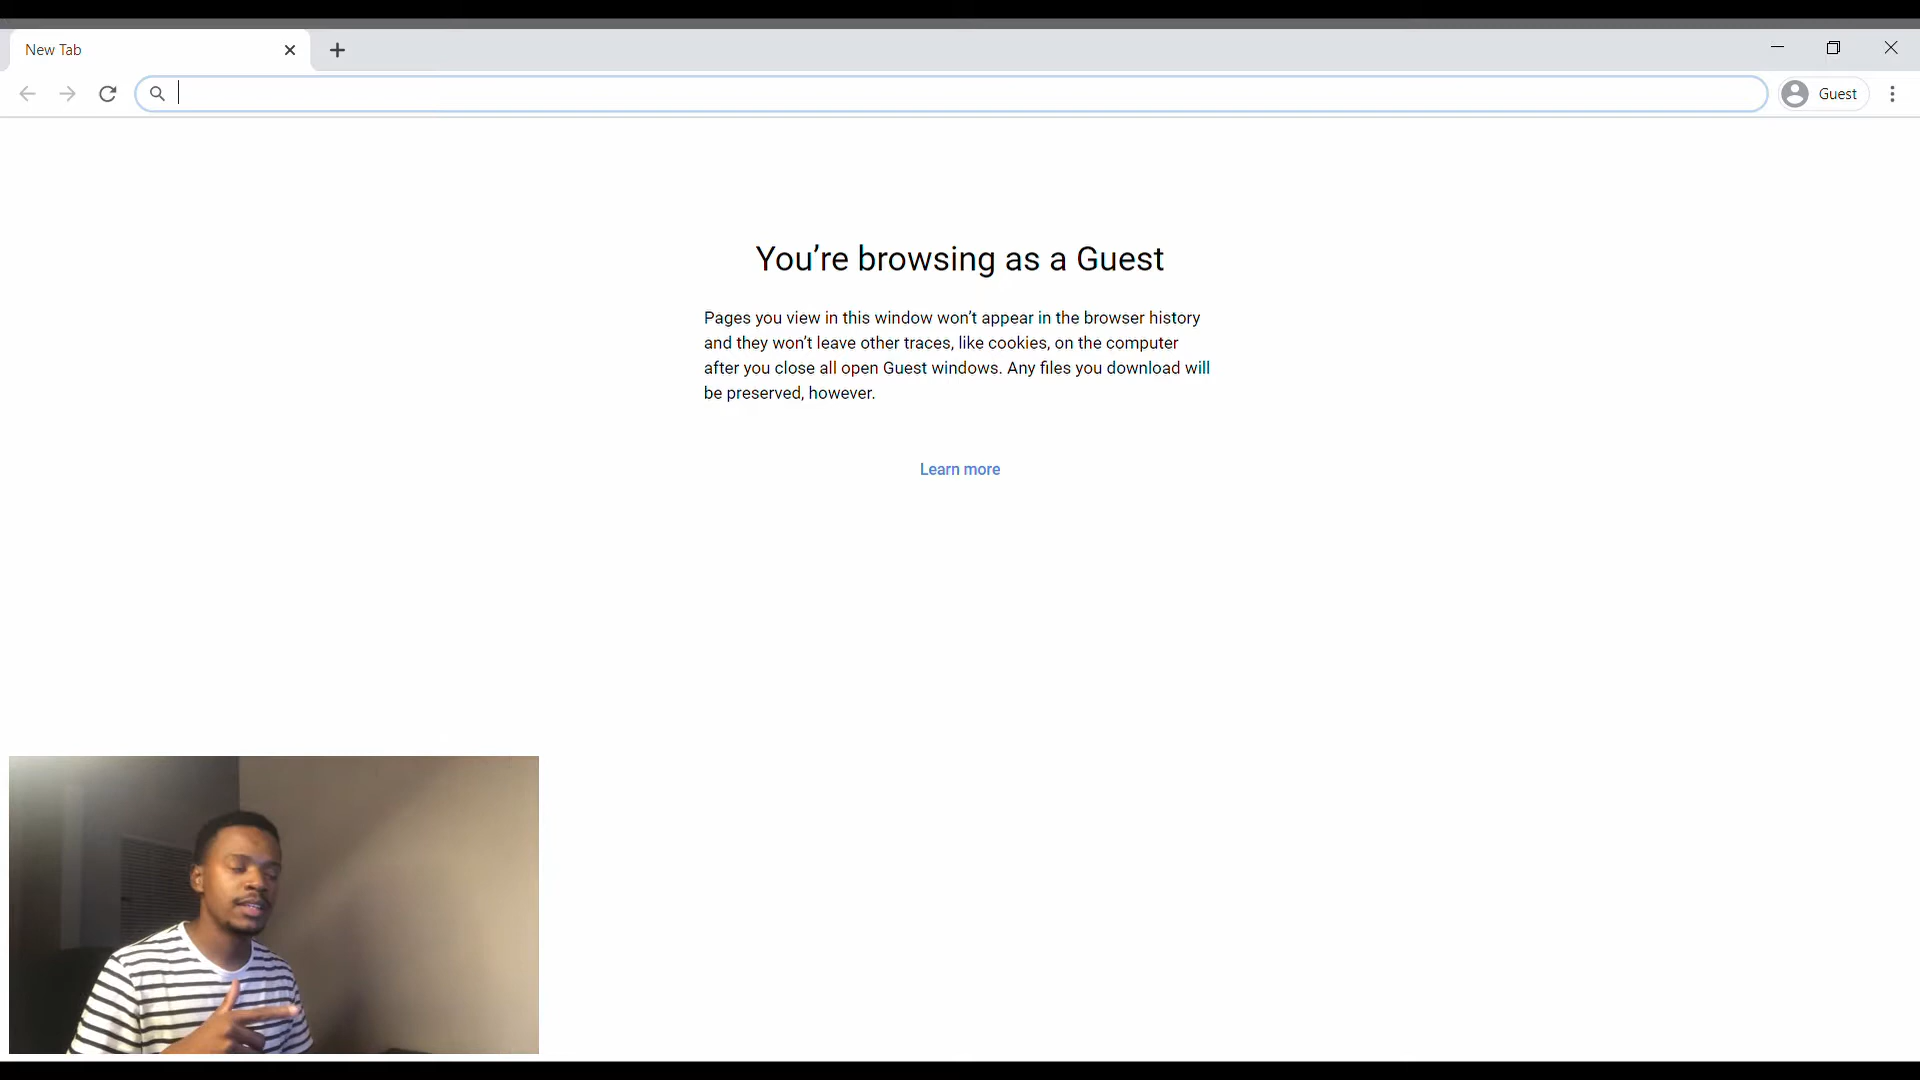 New Tab
Guest
You’re browsing as a Guest
Pages you view in this window won’t appear in the browser history
and they won’t leave other traces, like cookies, on the computer
after you close all open Guest windows. Any files you download will
be preserved, however.
Learn more